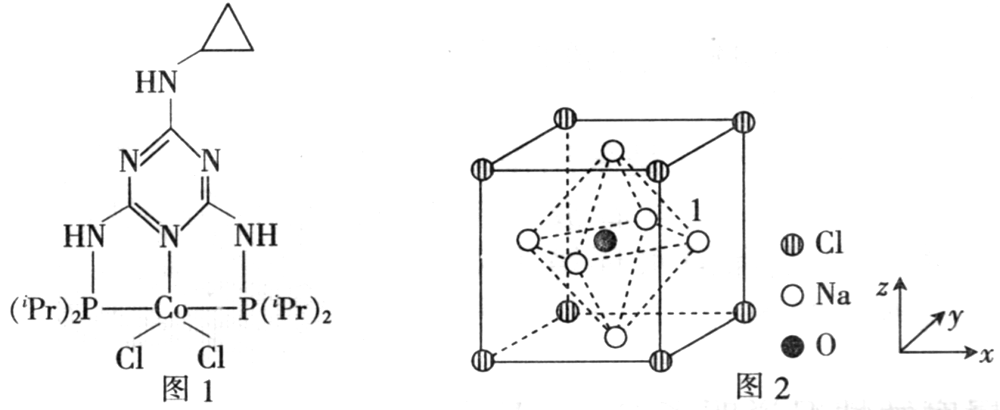 HN
N N
HN N NH
(ⁱPr)₂P Co P(ⁱPr)₂
Cl Cl
图 1
1
Cl
Na
O
z
y
x
图 2